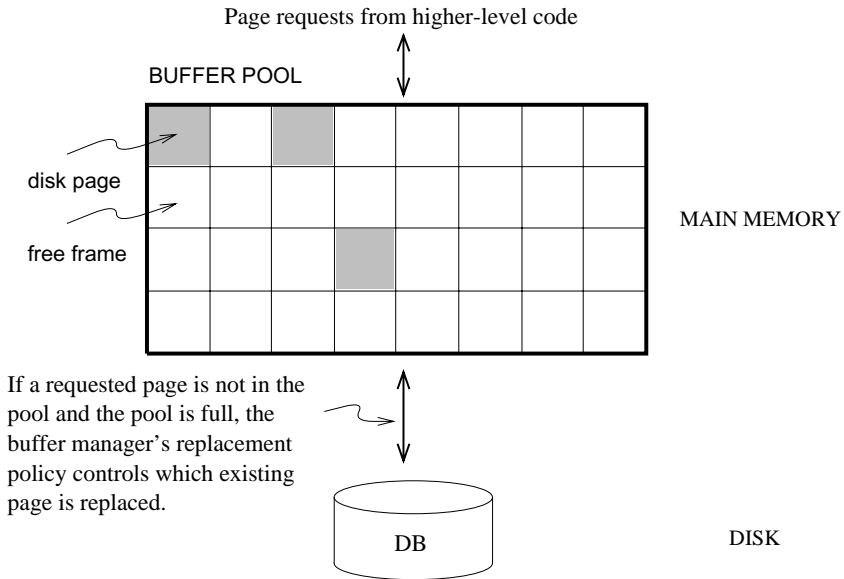 Page requests from higher-level code
BUFFER POOL
disk page
free frame
MAIN MEMORY
If a requested page is not in the
pool and the pool is full, the
buffer manager’s replacement
policy controls which existing
page is replaced.
DB
DISK